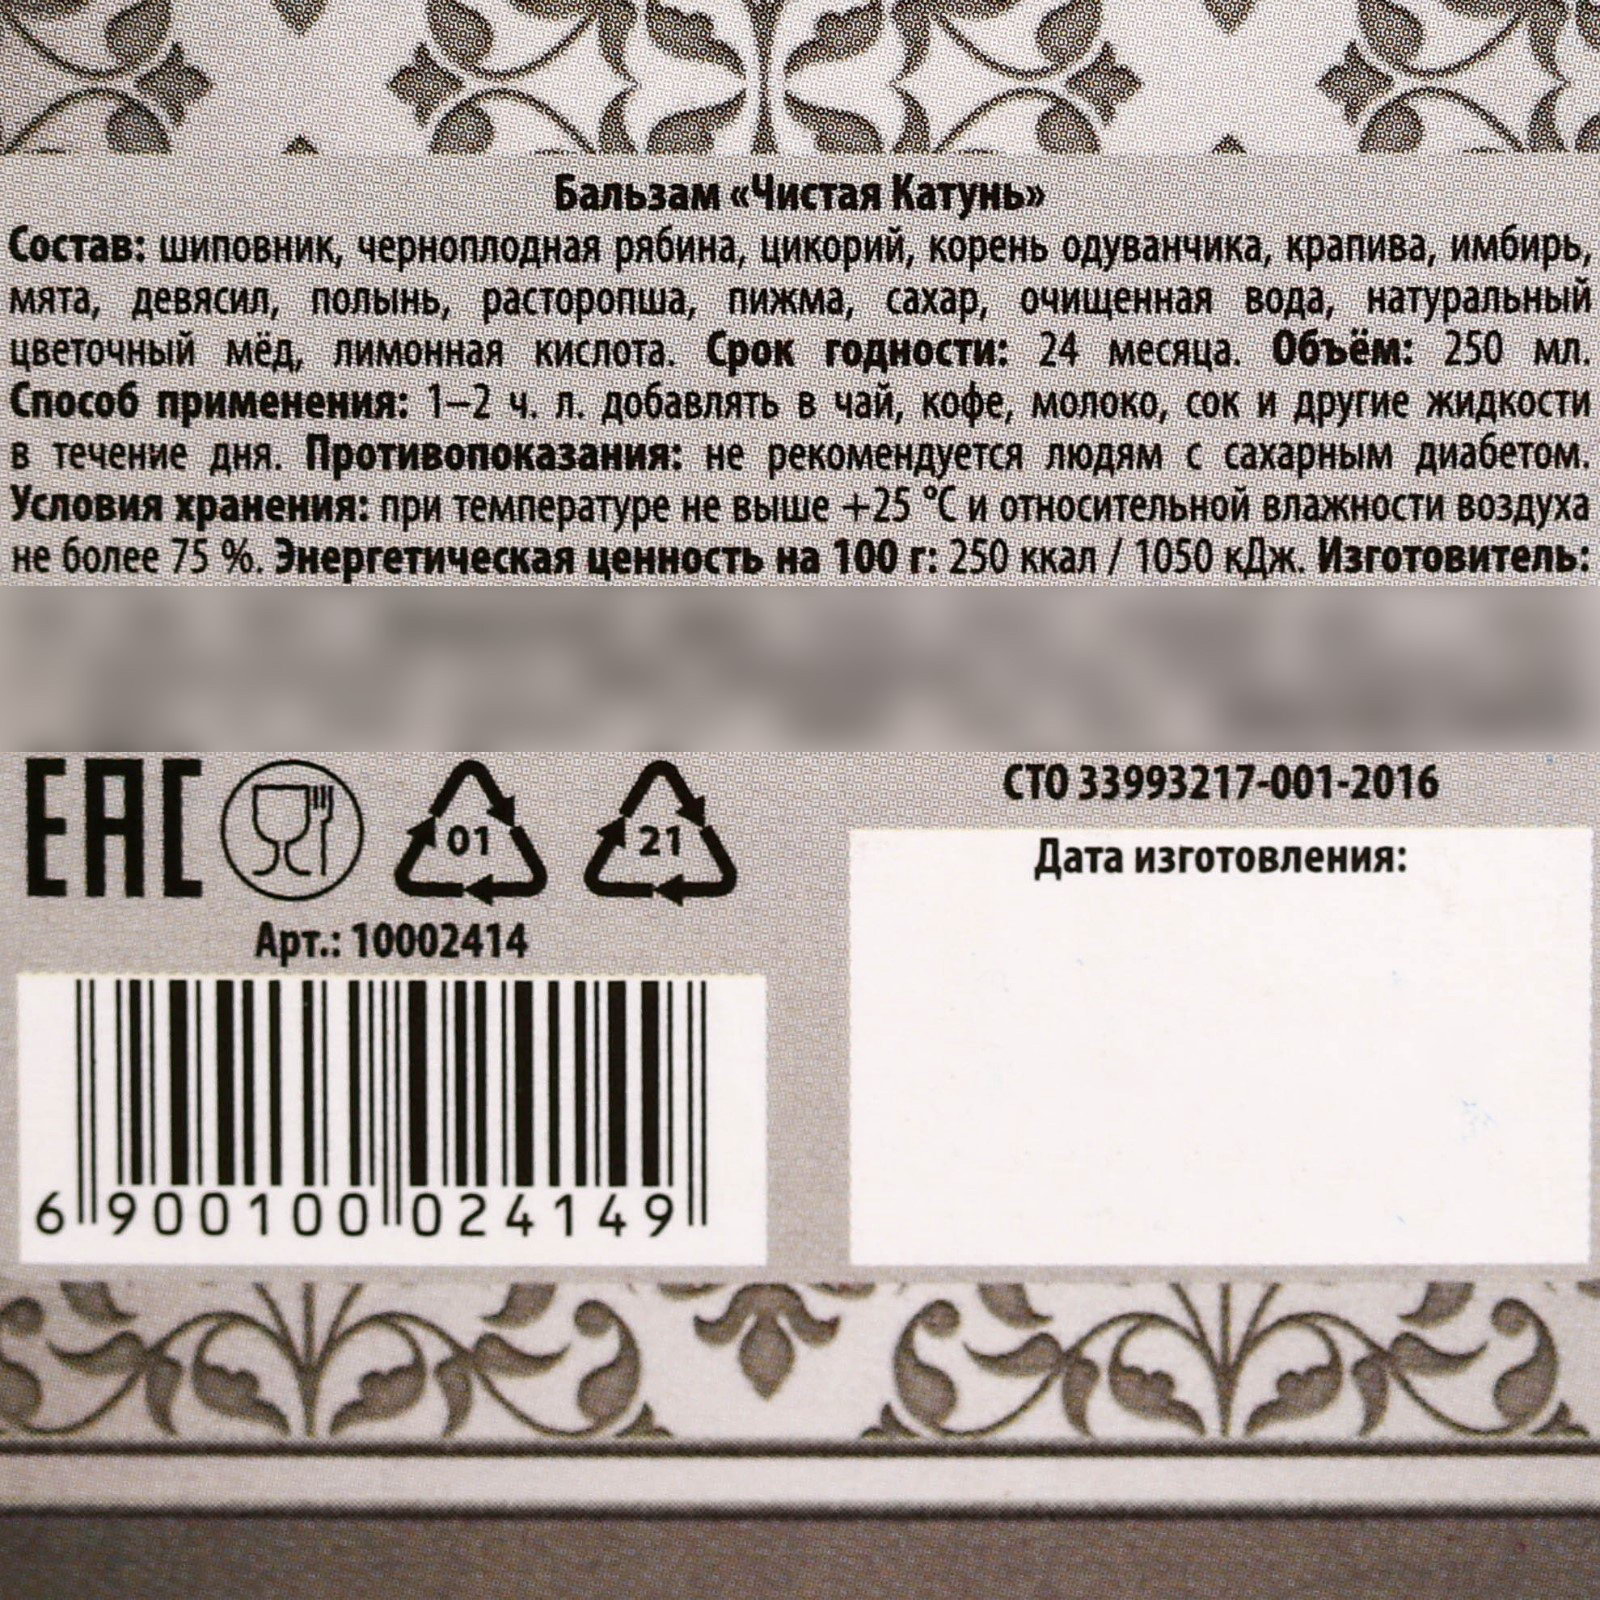 Бальзам «Чистая Катунь»
Состав: шиповник, черноплодная рябина, цикорий, корень одуванчика, крапива, имбирь,
мята, девясил, полынь, расторопша, пижма, сахар, очищенная вода, натуральный
цветочный мёд, лимонная кислота. Срок годности: 24 месяца. Объём: 250 мл.
Способ применения: 1–2 ч. л. добавлять в чай, кофе, молоко, сок и другие жидкости
в течение дня. Противопоказания: не рекомендуется людям с сахарным диабетом.
Условия хранения: при температуре не выше +25 °С и относительной влажности воздуха
не более 75 %. Энергетическая ценность на 100 г: 250 ккал / 1050 кДж. Изготовитель:
ЕАС
01
21
СТО 33993217-001-2016
Дата изготовления:
Арт.: 10002414
6 900100 024149